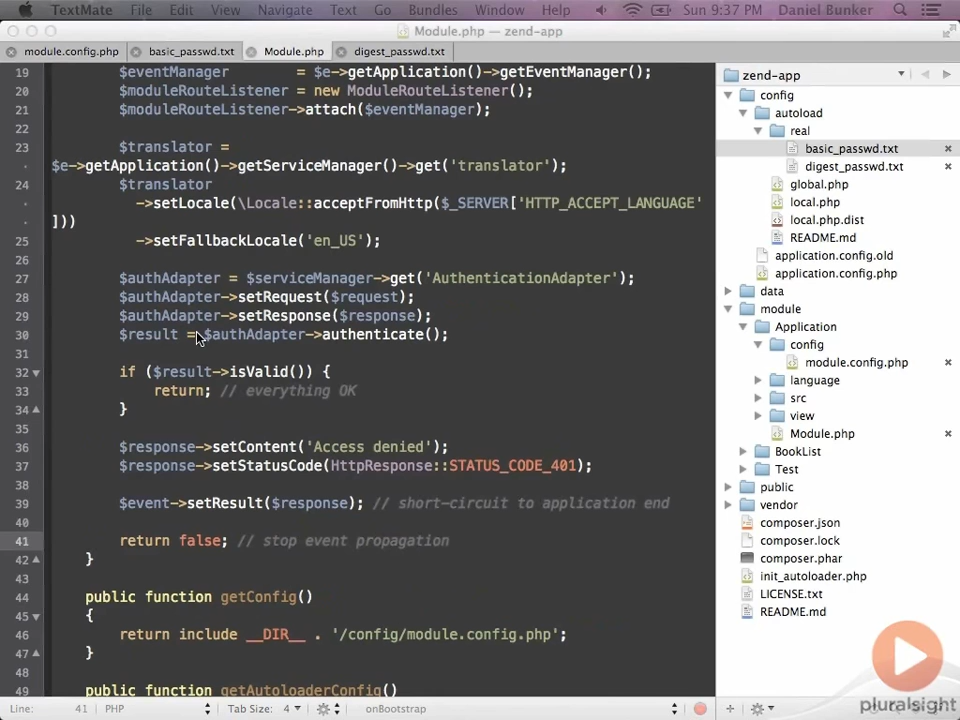 TextMate File Edit View Navigate Text Go Bundles Window Help Sun 9:37 PM Daniel Bunker
Module.php — zend-app
module.config.php basic_passwd.txt Module.php digest_passwd.txt
19 $eventManager = $e->getApplication()->getEventManager();
20 $moduleRouteListener = new ModuleRouteListener();
21 $moduleRouteListener->attach($eventManager);
22
23 $translator =
$e->getApplication()->getServiceManager()->get('translator');
24 $translator
->setLocale(\Locale::acceptFromHttp($_SERVER['HTTP_ACCEPT_LANGUAGE'
]))
25 ->setFallbackLocale('en_US');
26
27 $authAdapter = $serviceManager->get('AuthenticationAdapter');
28 $authAdapter->setRequest($request);
29 $authAdapter->setResponse($response);
30 $result = $authAdapter->authenticate();
31
32 if ($result->isValid()) {
33 return; // everything OK
34 }
35
36 $response->setContent('Access denied');
37 $response->setStatusCode(HttpResponse::STATUS_CODE_401);
38
39 $event->setResult($response); // short-circuit to application end
40
41 return false; // stop event propagation
42 }
43
44 public function getConfig()
45 {
46 return include __DIR__ . '/config/module.config.php';
47 }
48
49 public function getAutoloaderConfig()
Line: 41 PHP Tab Size: 4 onBootstrap
zend-app
config
autoload
real
basic_passwd.txt
digest_passwd.txt
global.php
local.php
local.php.dist
README.md
application.config.old
application.config.php
data
module
Application
config
module.config.php
language
src
view
Module.php
BookList
Test
public
vendor
composer.json
composer.lock
composer.phar
init_autoloader.php
LICENSE.txt
README.md
pluralsight